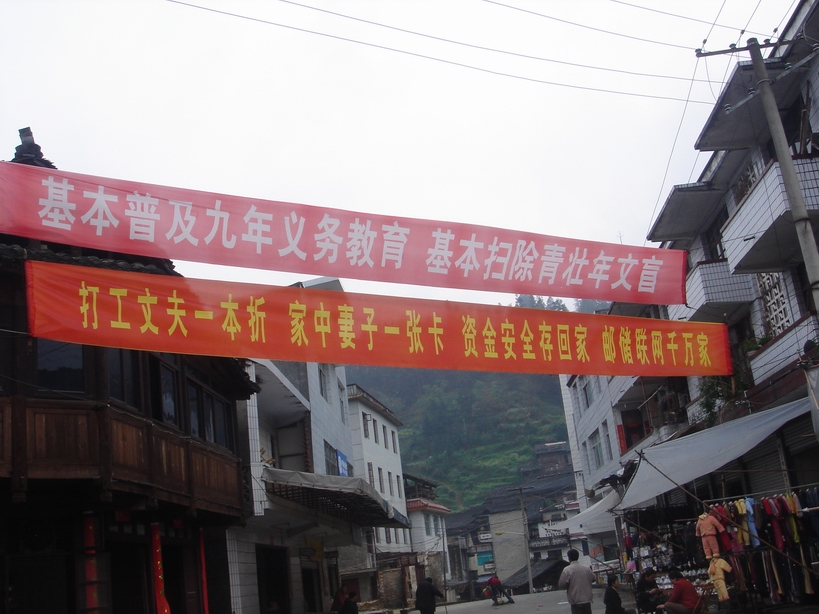 基本普及九年义务教育 基本扫除青壮年文盲
打工丈夫一本折 家中妻子一张卡 资金安全存回家 邮储联网千万家